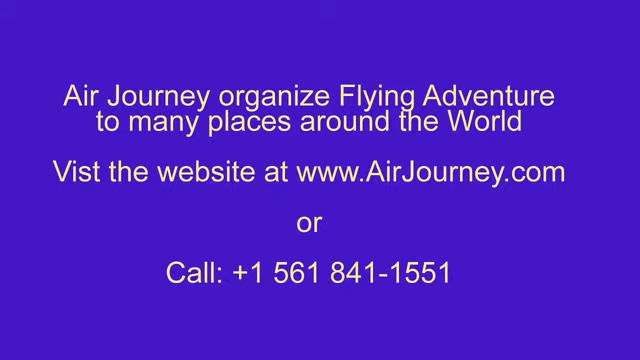 Air Journey organize Flying Adventure
to many places around the World
Vist the website at www.AirJourney.com
or
Call: +1 561 841-1551